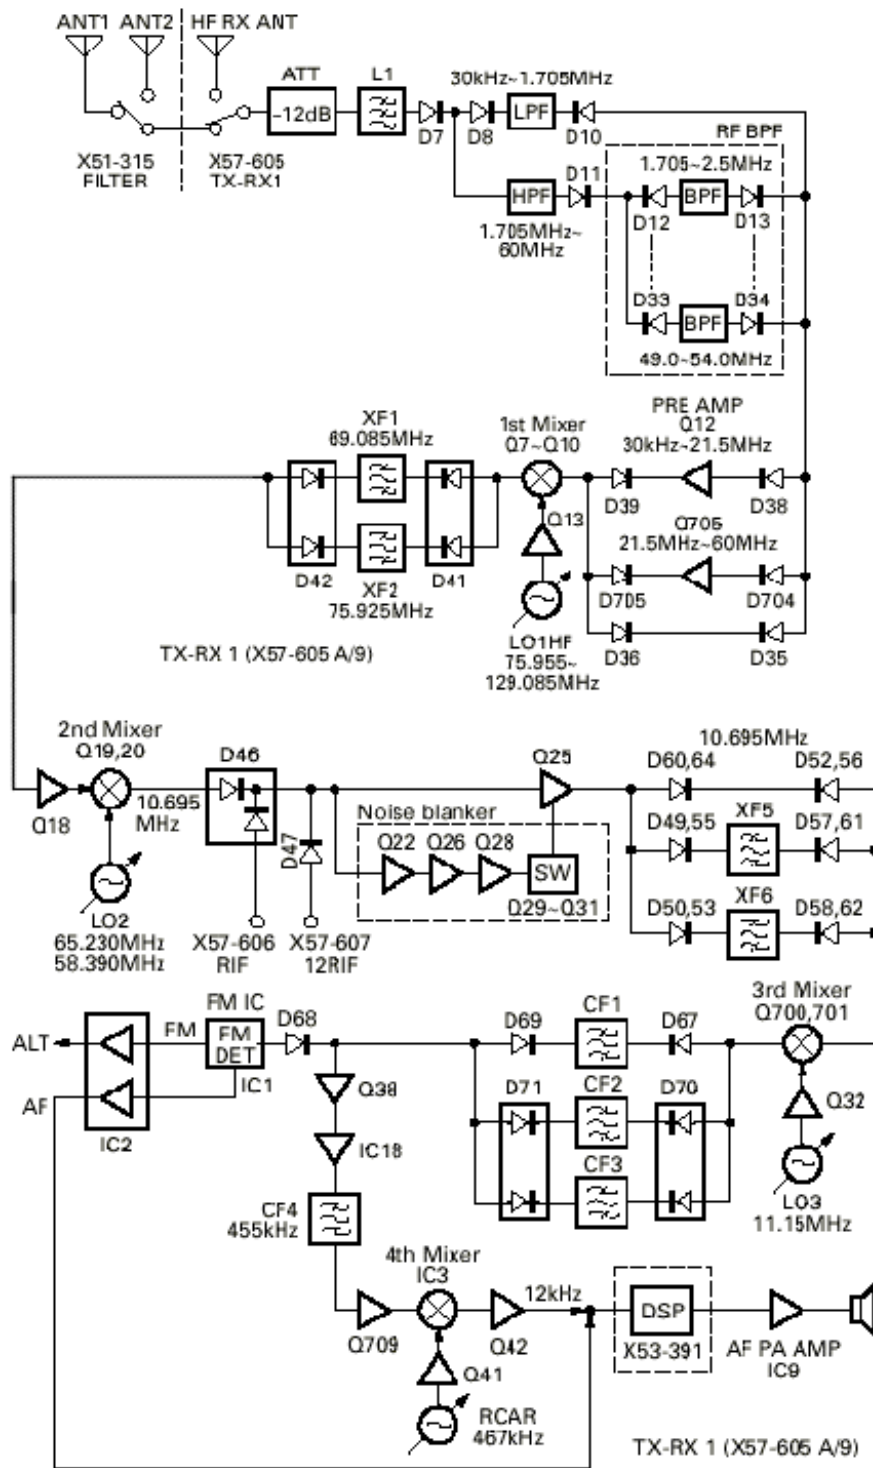 ANT1 ANT2 HF RX ANT
ATT L1
-12dB
30kHz~1.705MHz
LPF
D7 D8 D10
X51-315
FILTER
X57-605
TX-RX1
RF BPF
HPF
D11
1.705MHz~
60MHz
1.705~2.5MHz
BPF
D12 D13
D33 D34
BPF
49.0~54.0MHz
XF1
69.085MHz
1st Mixer
Q7~Q10
PRE AMP
Q12
30kHz~21.5MHz
D39 D38
Q13
Q705
21.5MHz~60MHz
D42 XF2 D41
75.925MHz
D705 D704
LO1HF
75.955~
129.085MHz
D36 D35
TX-RX 1 (X57-605 A/9)
2nd Mixer
Q19,20
D46
Q25
D60,64 10.695MHz D52,56
Q18
10.695
MHz
Noise blanker
D47
Q22 Q26 Q28
SW
Q29~Q31
D49,55 XF5 D57,61
D50,53 XF6 D58,62
LO2
65.230MHz
58.390MHz
X57-606
RIF
X57-607
12RIF
FM IC
D68
FM
DET
IC1
ALT FM
AF
IC2
D69 CF1 D67
3rd Mixer
Q700,701
Q38
D71 CF2 D70
Q32
IC18
CF3
LO3
11.15MHz
CF4
455kHz
4th Mixer
IC3
12kHz
DSP
Q709 Q42
X53-391
AF PA AMP
IC9
Q41
RCAR
467kHz
TX-RX 1 (X57-605 A/9)